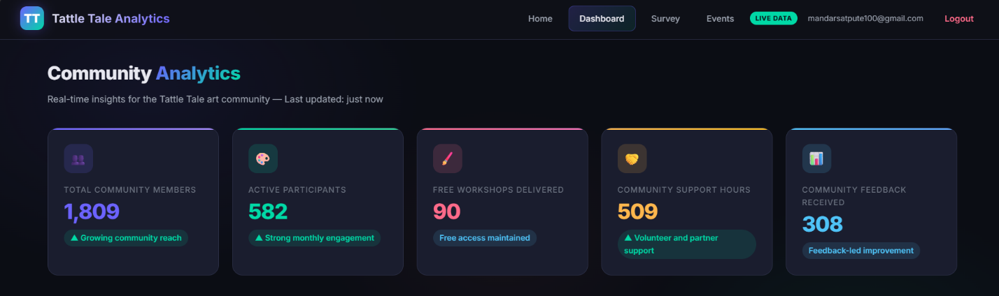 TT Tattle Tale Analytics
Home Dashboard Survey Events LIVE DATA mandarsatpute100@gmail.com Logout
Community Analytics
Real-time insights for the Tattle Tale art community — Last updated: just now
TOTAL COMMUNITY MEMBERS
1,809
▲ Growing community reach
ACTIVE PARTICIPANTS
582
▲ Strong monthly engagement
FREE WORKSHOPS DELIVERED
90
Free access maintained
COMMUNITY SUPPORT HOURS
509
▲ Volunteer and partner
support
COMMUNITY FEEDBACK
RECEIVED
308
Feedback-led improvement